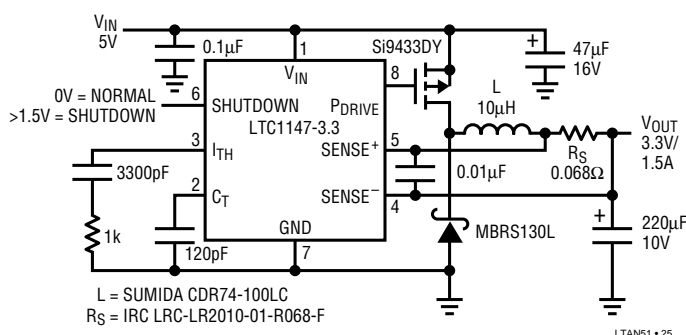 VIN
5V
0.1µF
1
Si9433DY
+
47µF
16V
VIN
8
0V = NORMAL
>1.5V = SHUTDOWN
6
SHUTDOWN
PDRIVE
LTC1147-3.3
L
10µH
VOUT
3.3V/
1.5A
3
ITH
SENSE+
5
RS
0.068Ω
3300pF
0.01µF
2
CT
SENSE–
4
1k
120pF
GND
7
MBRS130L
+
220µF
10V
L = SUMIDA CDR74-100LC
RS = IRC LRC-LR2010-01-R068-F
LTAN51 • 25